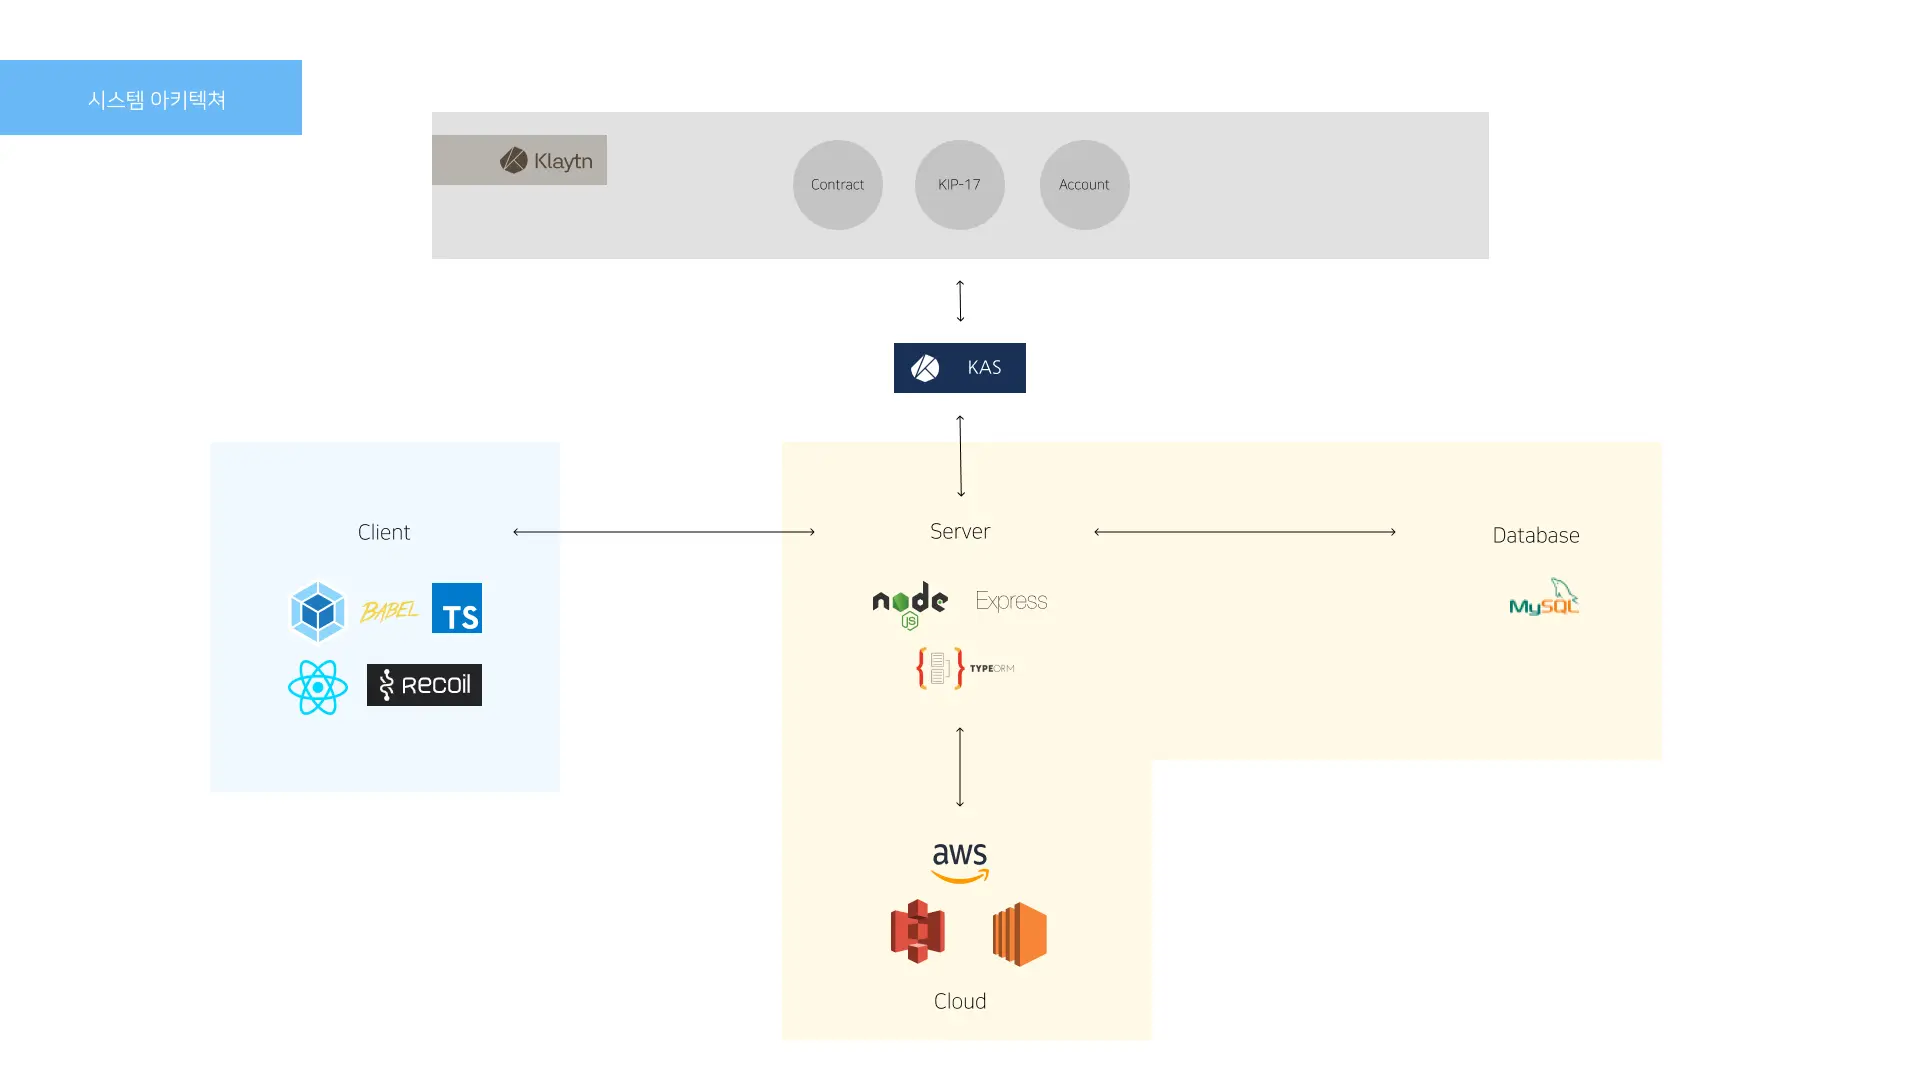 시스템 아키텍쳐
Klaytn
Contract
KIP-17
Account
KAS
Client
BABEL
TS
RECOIL
Server
node
JS
Express
TYPEORM
Database
MySQL
aws
Cloud